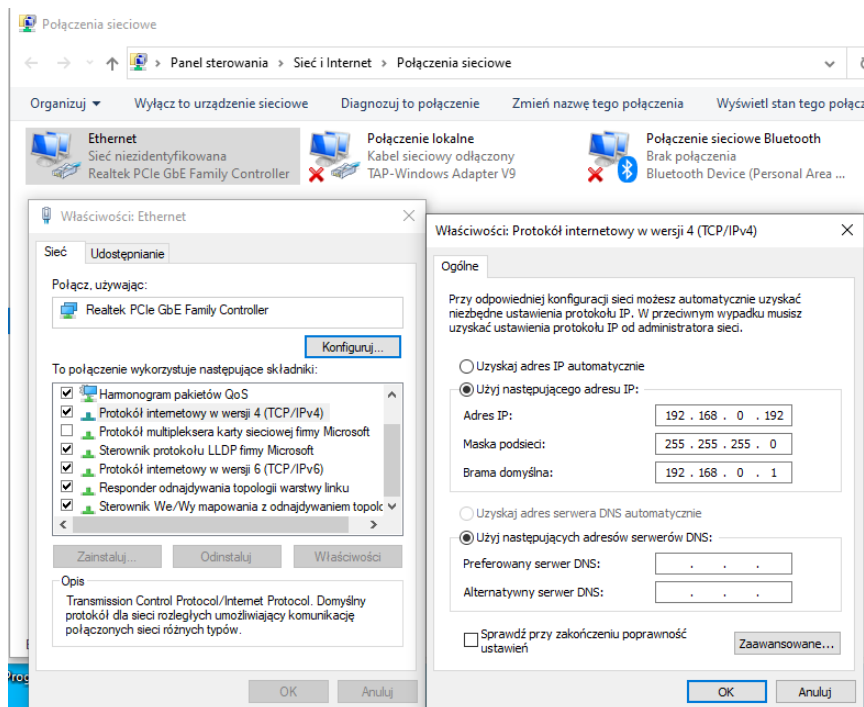 Połączenia sieciowe
Panel sterowania > Sieć i Internet > Połączenia sieciowe
Organizuj Wyłącz to urządzenie sieciowe Diagnozuj to połączenie Zmień nazwę tego połączenia Wyświetl stan tego połącz
Ethernet
Sieć niezidentyfikowana
Realtek PCIe GbE Family Controller
Połączenie lokalne
Kabel sieciowy odłączony
TAP-Windows Adapter V9
Połączenie sieciowe Bluetooth
Brak połączenia
Bluetooth Device (Personal Area ...
Właściwości: Ethernet
Sieć Udostępnianie
Połącz, używając:
Realtek PCIe GbE Family Controller
Konfiguruj...
To połączenie wykorzystuje następujące składniki:
Harmonogram pakietów QoS
Protokół internetowy w wersji 4 (TCP/IPv4)
Protokół multipleksera karty sieciowej firmy Microsoft
Sterownik protokołu LLDP firmy Microsoft
Protokół internetowy w wersji 6 (TCP/IPv6)
Responder odnajdywania topologii warstwy linku
Sterownik We/Wy mapowania z odnajdywaniem topolo
Zainstaluj... Odinstaluj Właściwości
Opis
Transmission Control Protocol/Internet Protocol. Domyślny
protokół dla sieci rozległych umożliwiający komunikację
połączonych sieci różnych typów.
OK Anuluj
Właściwości: Protokół internetowy w wersji 4 (TCP/IPv4)
Ogólne
Przy odpowiedniej konfiguracji sieci możesz automatycznie uzyskać
niezbędne ustawienia protokołu IP. W przeciwnym wypadku musisz
uzyskać ustawienia protokołu IP od administratora sieci.
Uzyskaj adres IP automatycznie
Użyj następującego adresu IP:
Adres IP: 192 . 168 . 0 . 192
Maska podsieci: 255 . 255 . 255 . 0
Brama domyślna: 192 . 168 . 0 . 1
Uzyskaj adres serwera DNS automatycznie
Użyj następujących adresów serwerów DNS:
Preferowany serwer DNS: . . .
Alternatywny serwer DNS: . . .
Sprawdź przy zakończeniu poprawność
ustawień
Zaawansowane...
OK Anuluj
Prog